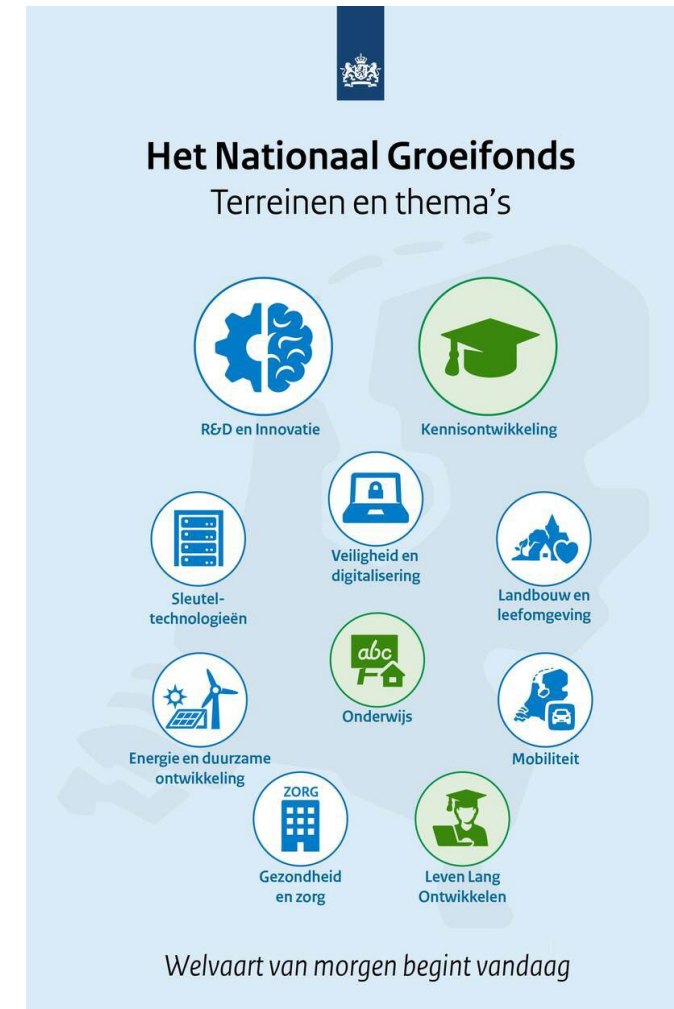 Het Nationaal Groeifonds
Terreinen en thema's
R&D en Innovatie
Kennisontwikkeling
Veiligheid en
digitalisering
Sleutel-
technologieën
Landbouw en
leefomgeving
abc
Onderwijs
Energie en duurzame
ontwikkeling
Mobiliteit
ZORG
Gezondheid
en zorg
Leven Lang
Ontwikkelen
Welvaart van morgen begint vandaag